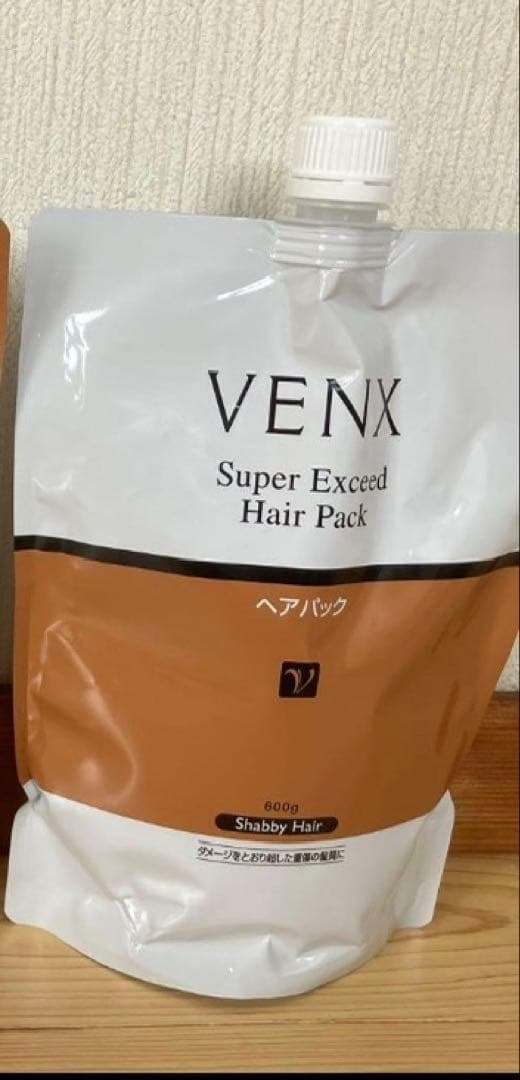 VENX
Super Exceed
Hair Pack
ヘアパック
600g
Shabby Hair
ダメージをとおり越した重傷の髪質に